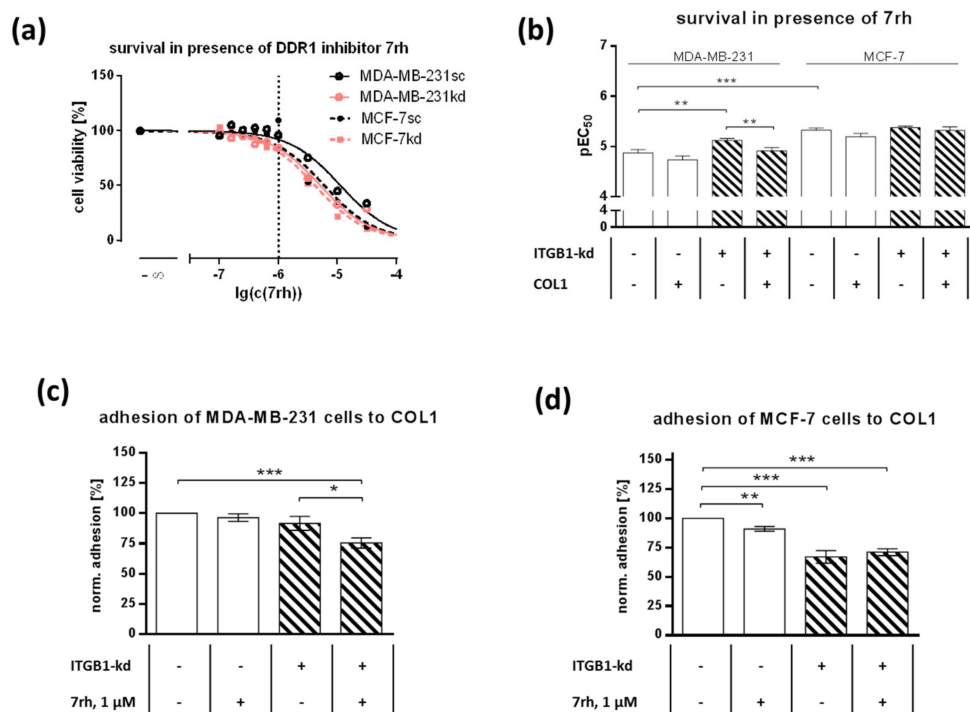 (a)
survival in presence of DDR1 inhibitor 7rh
cell viability [%]
150
100
50
0
MDA-MB-231sc
MDA-MB-231kd
MCF-7sc
MCF-7kd
- ∞
-7
-6
-5
-4
lg(c(7rh))
(b)
survival in presence of 7rh
MDA-MB-231
MCF-7
pEC50
7
6
5
4
4
0
***
**
**
ITGB1-kd - - + + - - + +
COL1 - + - + - + - +
(c)
adhesion of MDA-MB-231 cells to COL1
norm. adhesion [%]
150
125
100
75
50
25
0
***
*
ITGB1-kd - - + +
7rh, 1 µM - + - +
(d)
adhesion of MCF-7 cells to COL1
norm. adhesion [%]
150
125
100
75
50
25
0
***
***
**
ITGB1-kd - - + +
7rh, 1 µM - + - +